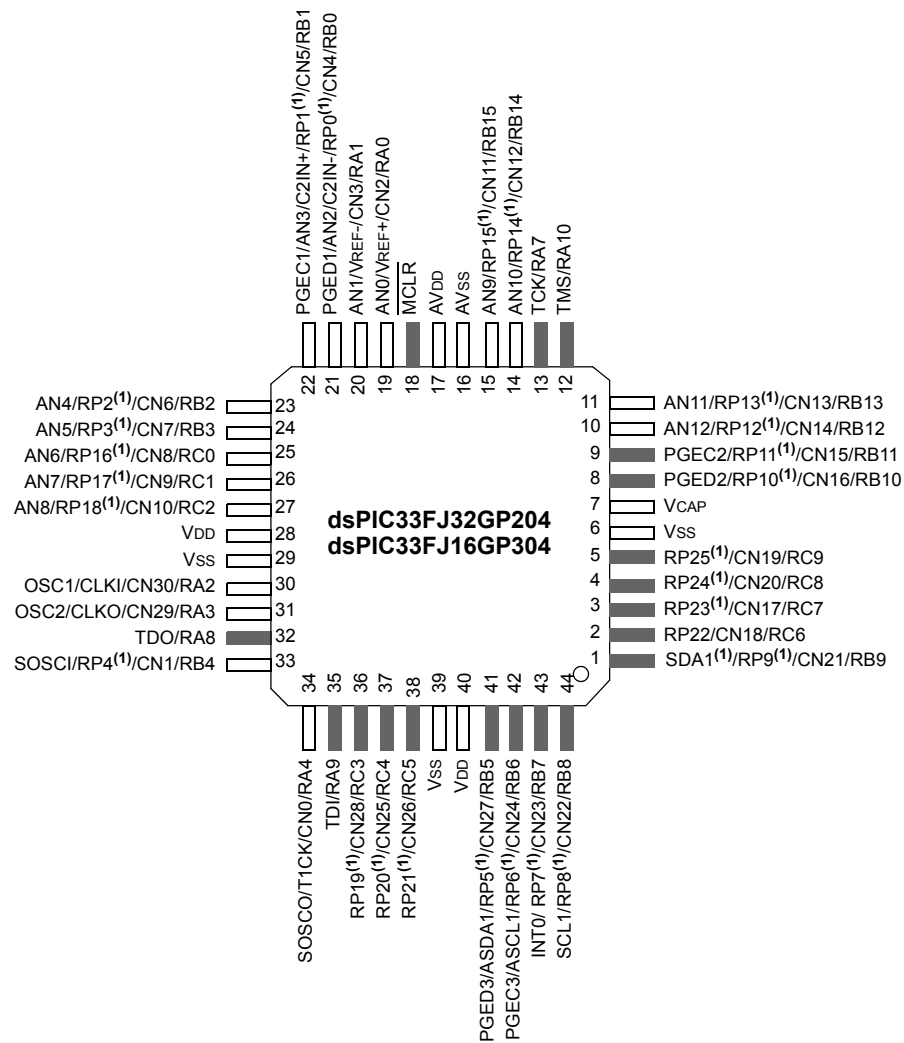 PGEC1/AN3/C2IN+/RP1(1)/CN5/RB1
PGED1/AN2/C2IN-/RP0(1)/CN4/RB0
AN1/VREF-/CN3/RA1
AN0/VREF+/CN2/RA0
MCLR
AVDD
AVSS
AN9/RP15(1)/CN11/RB15
AN10/RP14(1)/CN12/RB14
TCK/RA7
TMS/RA10
22
21
20
19
18
17
16
15
14
13
12
AN4/RP2(1)/CN6/RB2 23
AN5/RP3(1)/CN7/RB3 24
AN6/RP16(1)/CN8/RC0 25
AN7/RP17(1)/CN9/RC1 26
AN8/RP18(1)/CN10/RC2 27
VDD 28
VSS 29
OSC1/CLKI/CN30/RA2 30
OSC2/CLKO/CN29/RA3 31
TDO/RA8 32
SOSCI/RP4(1)/CN1/RB4 33
dsPIC33FJ32GP204
dsPIC33FJ16GP304
11 AN11/RP13(1)/CN13/RB13
10 AN12/RP12(1)/CN14/RB12
9 PGEC2/RP11(1)/CN15/RB11
8 PGED2/RP10(1)/CN16/RB10
7 VCAP
6 VSS
5 RP25(1)/CN19/RC9
4 RP24(1)/CN20/RC8
3 RP23(1)/CN17/RC7
2 RP22/CN18/RC6
1 SDA1(1)/RP9(1)/CN21/RB9
34
35
36
37
38
39
40
41
42
43
44
SOSCO/T1CK/CN0/RA4
TDI/RA9
RP19(1)/CN28/RC3
RP20(1)/CN25/RC4
RP21(1)/CN26/RC5
VSS
VDD
PGED3/ASDA1/RP5(1)/CN27/RB5
PGEC3/ASCL1/RP6(1)/CN24/RB6
INT0/ RP7(1)/CN23/RB7
SCL1/RP8(1)/CN22/RB8